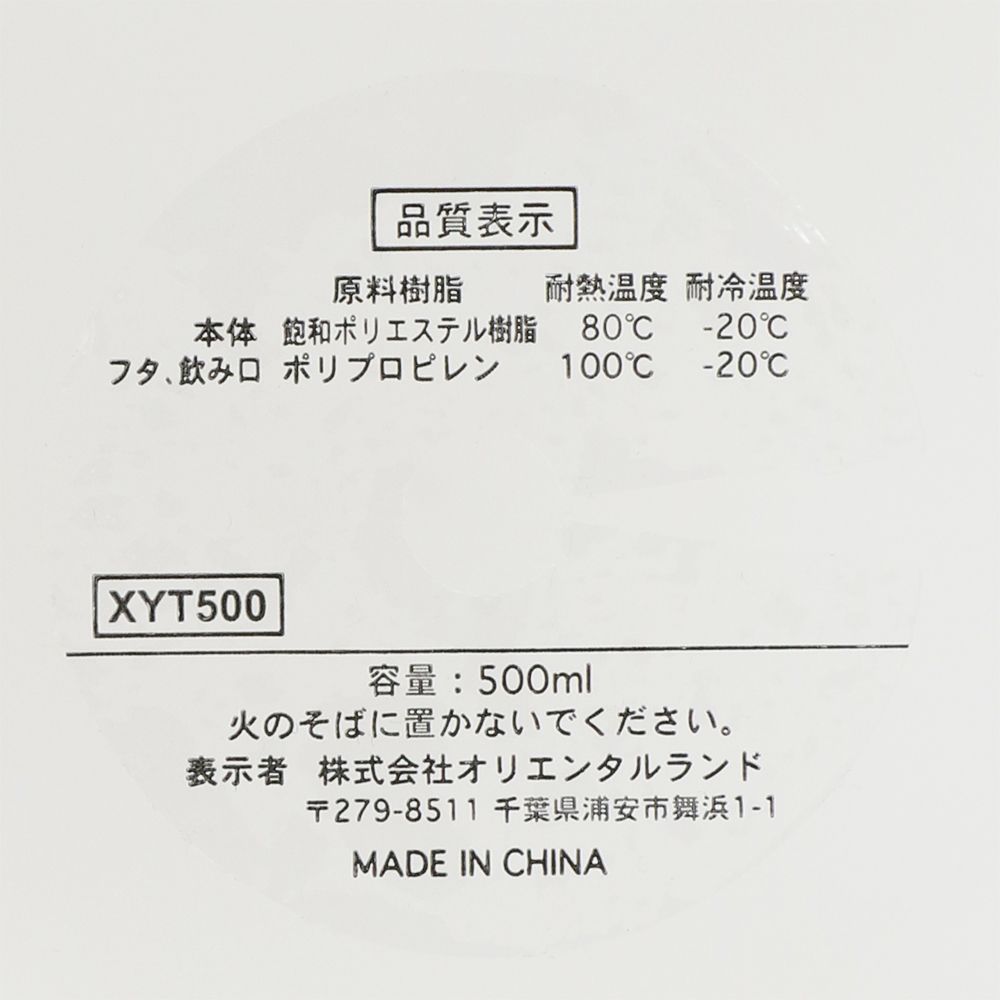 品質表示
原料樹脂 耐熱温度 耐冷温度
本体 飽和ポリエステル樹脂 80℃ -20℃
フタ、飲み口 ポリプロピレン 100℃ -20℃
XYT500
容量：500ml
火のそばに置かないでください。
表示者 株式会社オリエンタルランド
〒279-8511 千葉県浦安市舞浜1-1
MADE IN CHINA